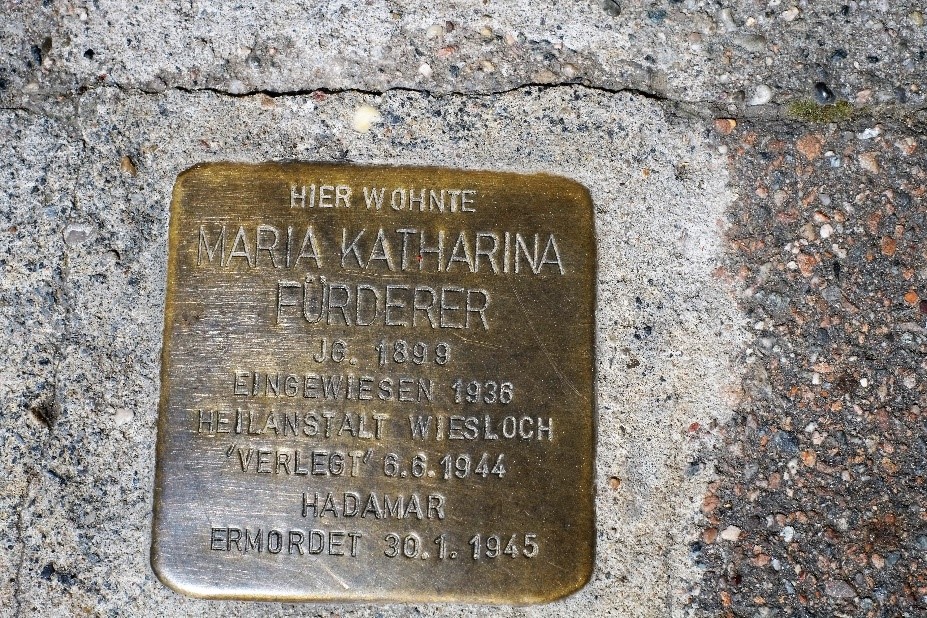 HIER WOHNTE
MARIA KATHARINA
FÜRDERER
JG. 1899
EINGEWIESEN 1936
HEILANSTALT WIESLOCH
'VERLEGT' 6.6.1944
HADAMAR
ERMORDET 30.1.1945